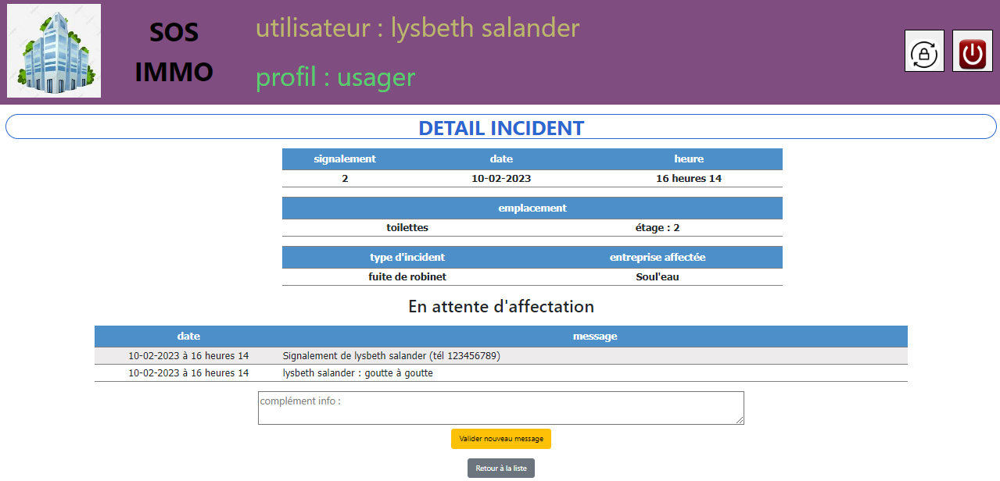 SOS
IMMO
utilisateur : lysbeth salander
profil : usager
DETAIL INCIDENT
signalement date heure
2 10-02-2023 16 heures 14
emplacement
toilettes étage : 2
type d'incident entreprise affectée
fuite de robinet Soul'eau
En attente d'affectation
date message
10-02-2023 à 16 heures 14 Signalement de lysbeth salander (tél 123456789)
10-02-2023 à 16 heures 14 lysbeth salander : goutte à goutte
complément info :
Valider nouveau message
Retour à la liste